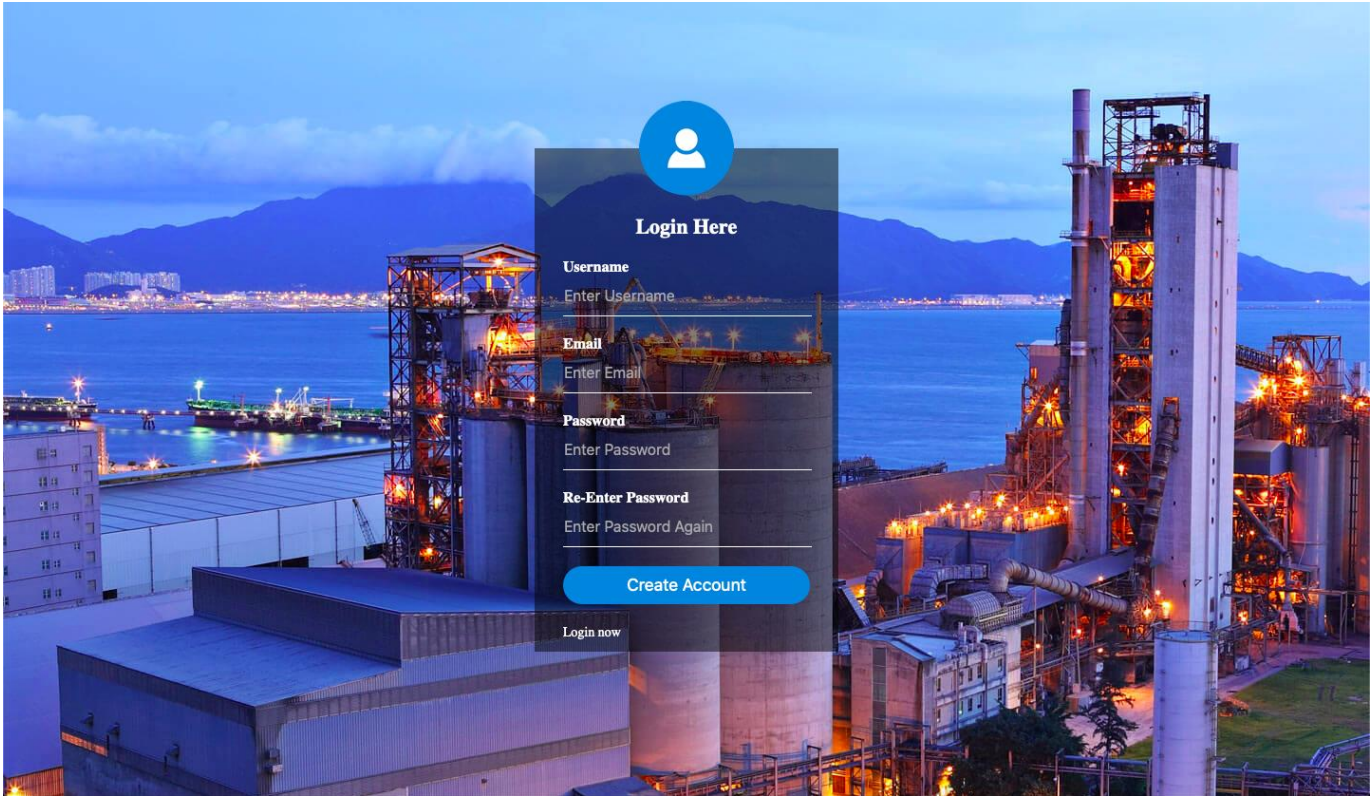 Login Here
Username
Enter Username
Email
Enter Email
Password
Enter Password
Re-Enter Password
Enter Password Again
Create Account
Login now